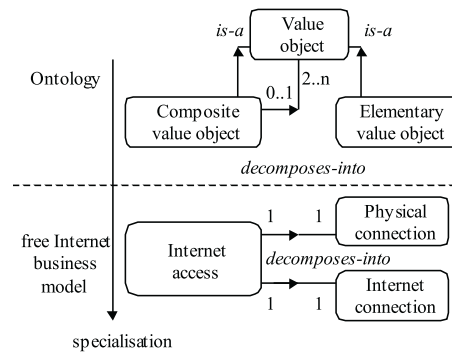 Value
object
is-a
is-a
Ontology
0..1
2..n
Composite
value object
Elementary
value object
decomposes-into
free Internet
business
model
Internet
access
1
1
Physical
connection
decomposes-into
1
1
Internet
connection
specialisation